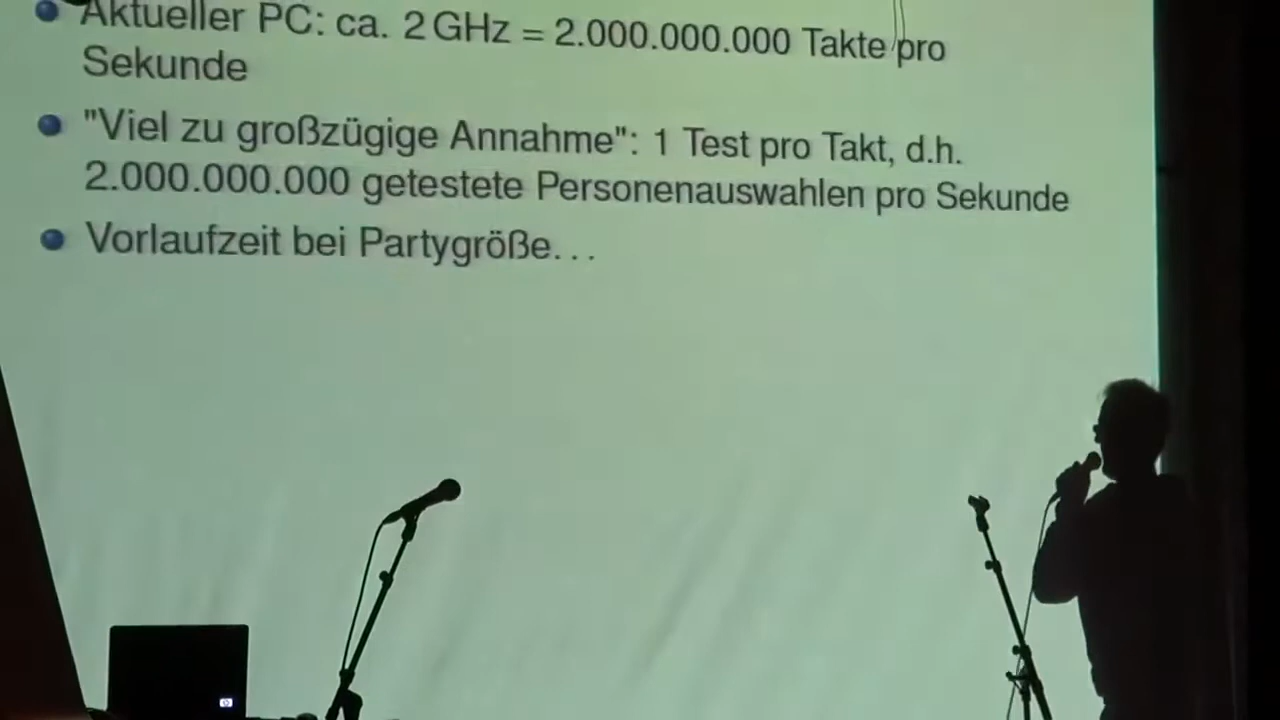 Aktueller PC: ca. 2 GHz = 2.000.000.000 Takte pro
Sekunde
"Viel zu großzügige Annahme": 1 Test pro Takt, d.h.
2.000.000.000 getestete Personenauswahlen pro Sekunde
Vorlaufzeit bei Partygröße...